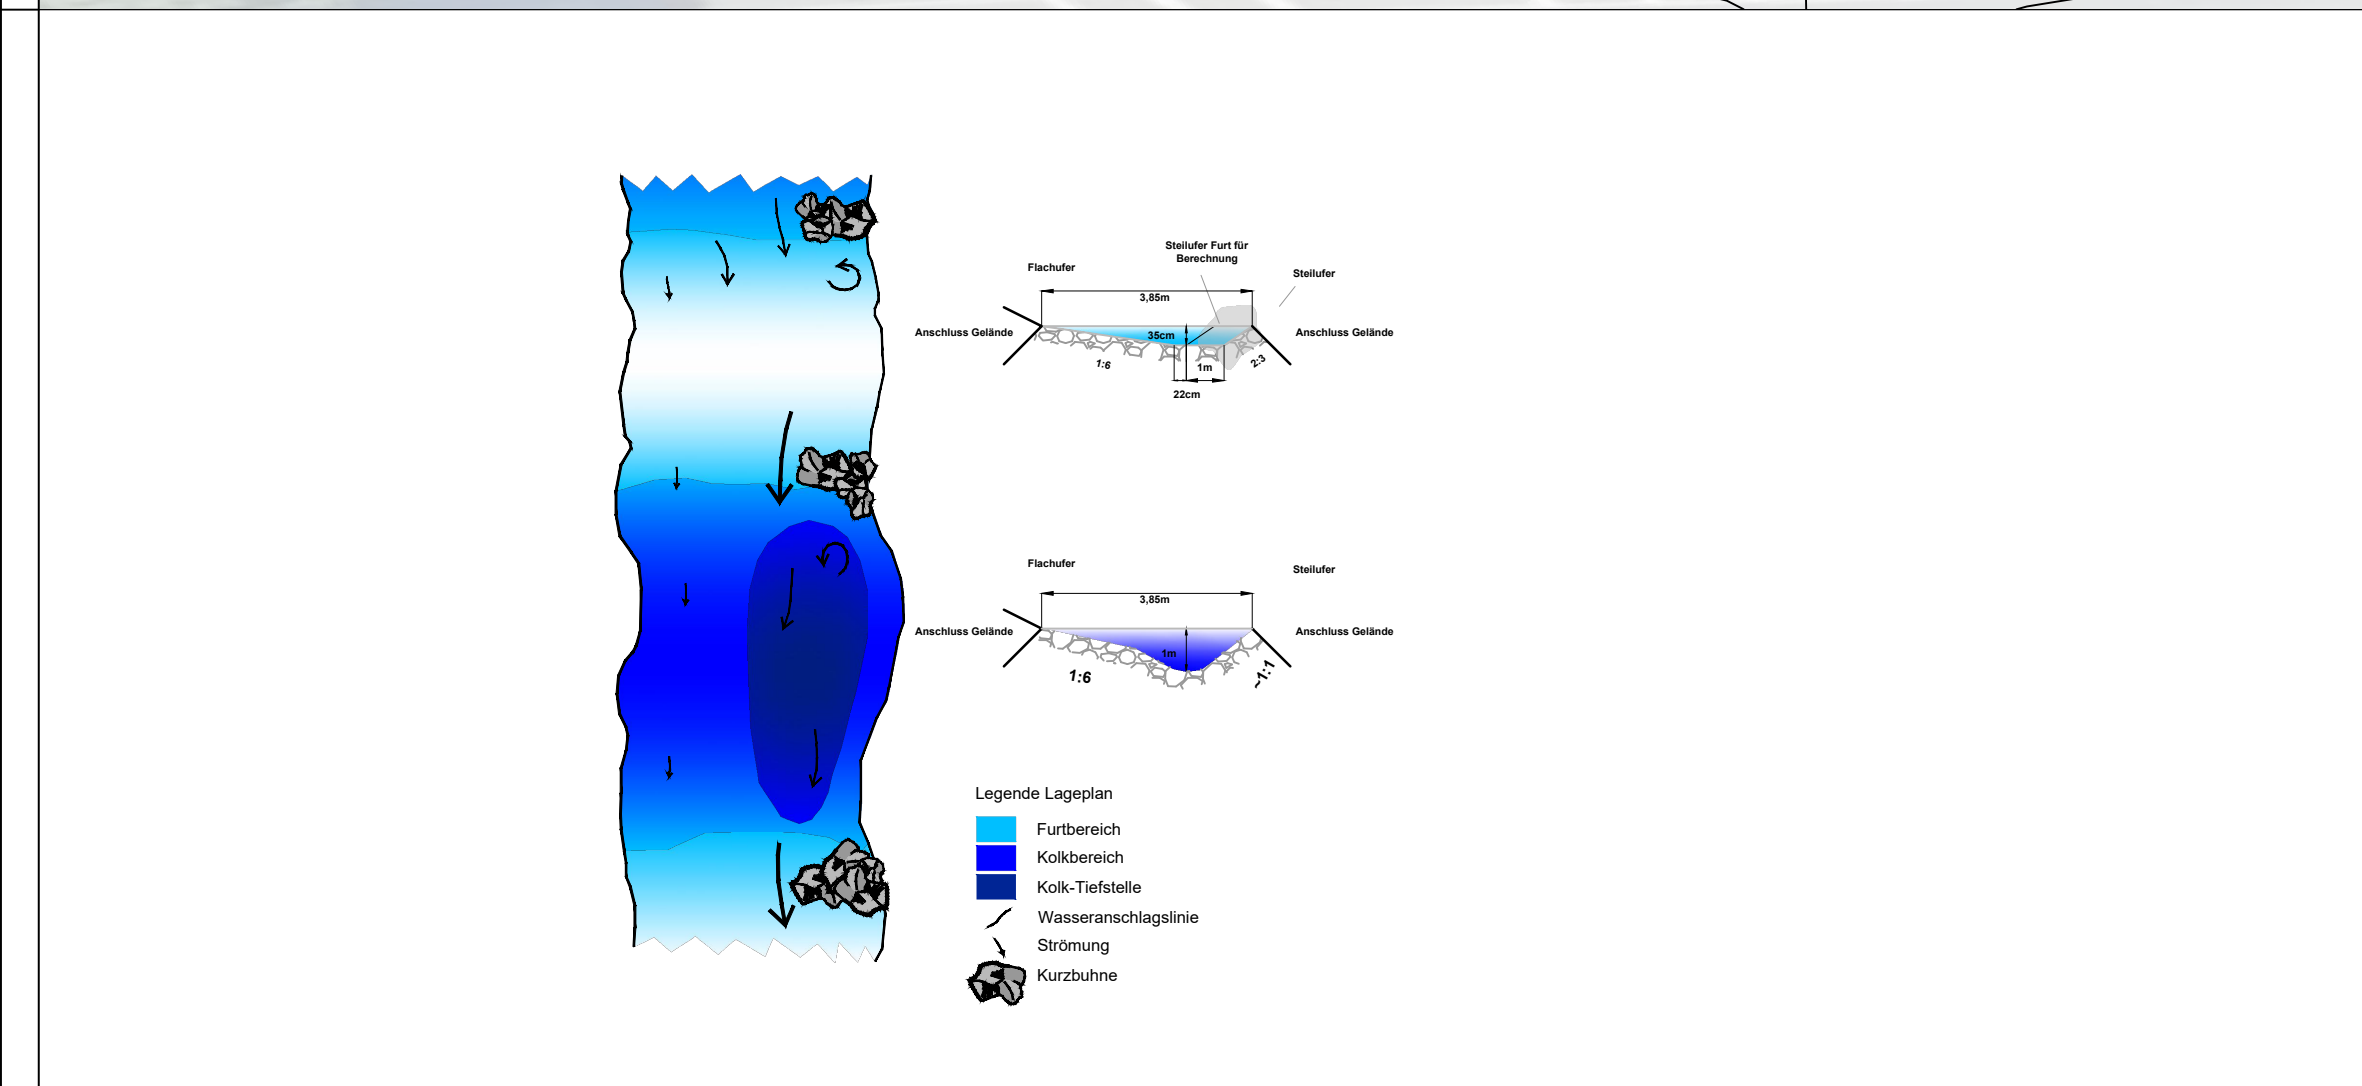 Steilufer Furt für
Berechnung
Flachufer
Steilufer
3,85m
Anschluss Gelände
35cm
Anschluss Gelände
1:6
1m
2:3
22cm
Flachufer
Steilufer
3,85m
Anschluss Gelände
Anschluss Gelände
1m
1:6
~1:1
Legende Lageplan
Furtbereich
Kolkbereich
Kolk-Tiefstelle
Wasseranschlagslinie
Strömung
Kurzbuhne